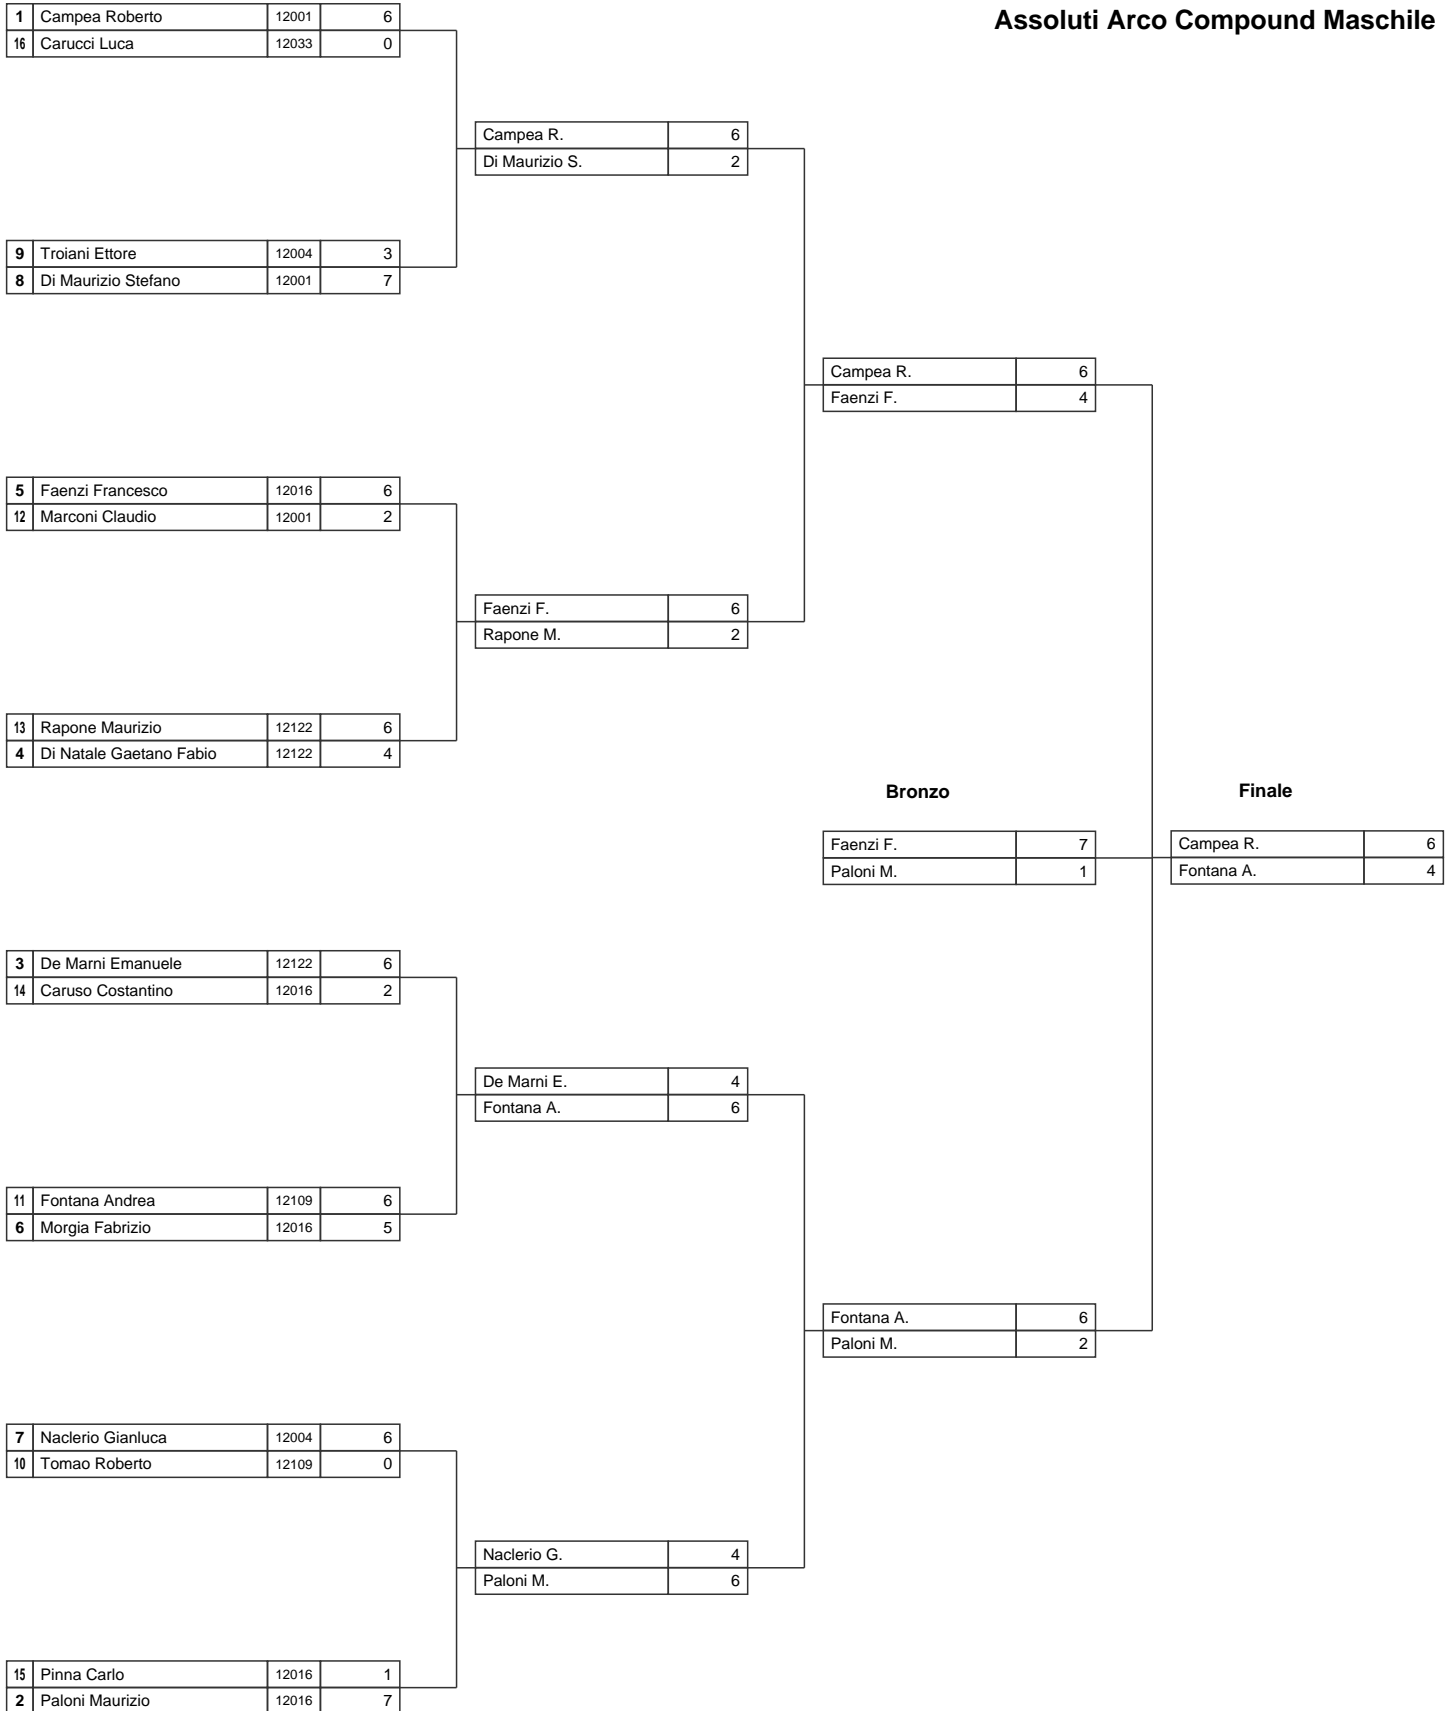 Assoluti Arco Compound Maschile
1 Campea Roberto 12001 6
16 Carucci Luca 12033 0
Campea R. 6
Di Maurizio S. 2
9 Troiani Ettore 12004 3
8 Di Maurizio Stefano 12001 7
Campea R. 6
Faenzi F. 4
5 Faenzi Francesco 12016 6
12 Marconi Claudio 12001 2
Faenzi F. 6
Rapone M. 2
13 Rapone Maurizio 12122 6
4 Di Natale Gaetano Fabio 12122 4
Bronzo Finale
Faenzi F. 7 Campea R. 6
Paloni M. 1 Fontana A. 4
3 De Marni Emanuele 12122 6
14 Caruso Costantino 12016 2
De Marni E. 4
Fontana A. 6
11 Fontana Andrea 12109 6
6 Morgia Fabrizio 12016 5
Fontana A. 6
Paloni M. 2
7 Naclerio Gianluca 12004 6
10 Tomao Roberto 12109 0
Naclerio G. 4
Paloni M. 6
15 Pinna Carlo 12016 1
2 Paloni Maurizio 12016 7